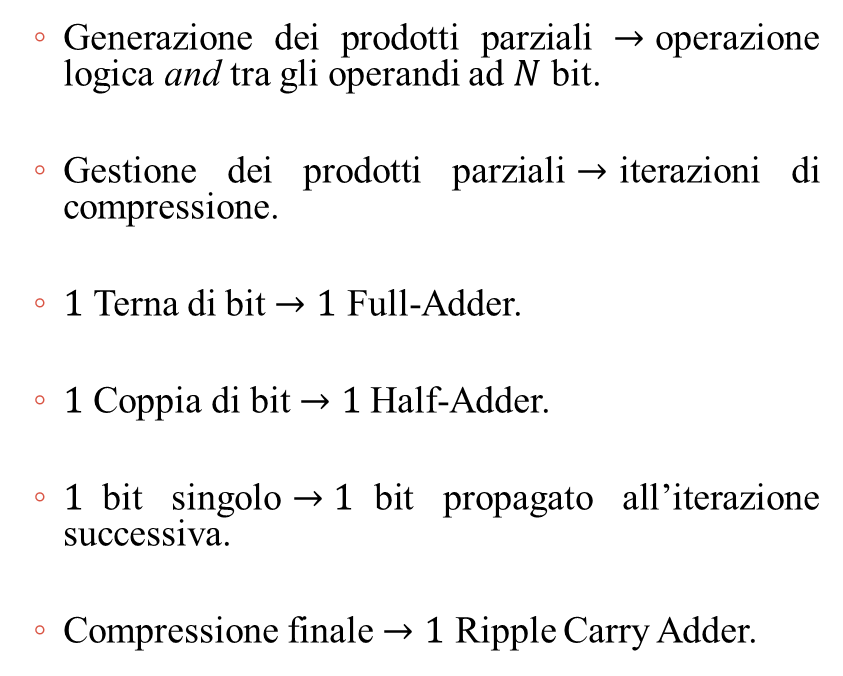 ◦ Generazione dei prodotti parziali → operazione
logica and tra gli operandi ad N bit.
◦ Gestione dei prodotti parziali → iterazioni di
compressione.
◦ 1 Terna di bit → 1 Full-Adder.
◦ 1 Coppia di bit → 1 Half-Adder.
◦ 1 bit singolo → 1 bit propagato all’iterazione
successiva.
◦ Compressione finale → 1 Ripple Carry Adder.